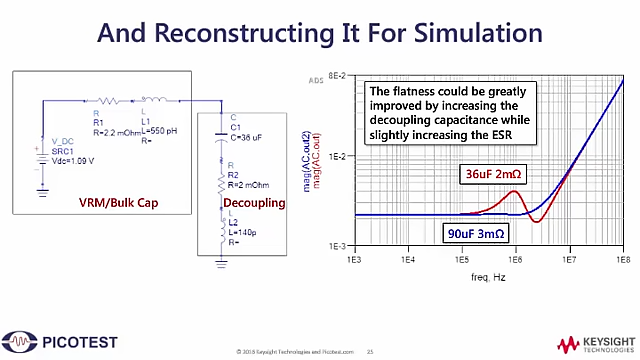 And Reconstructing It For Simulation
R
R1
R=2.2 mOhm
L
L1
L=550 pH
R=
V_DC
SRC1
Vdc=1.09 V
VRM/Bulk Cap
C
C1
C=36 uF
R
R2
R=2 mOhm
Decoupling
L
L2
L=140p
R=
ADS
8E-2
1E-2
1E-3
mag(AC.out2)
mag(AC.out)
The flatness could be greatly
improved by increasing the
decoupling capacitance while
slightly increasing the ESR
36uF 2mΩ
90uF 3mΩ
1E3
1E4
1E5
1E6
1E7
1E8
freq, Hz
PICOTEST
© 2018 Keysight Technologies and Picotest.com
25
KEYSIGHT
TECHNOLOGIES